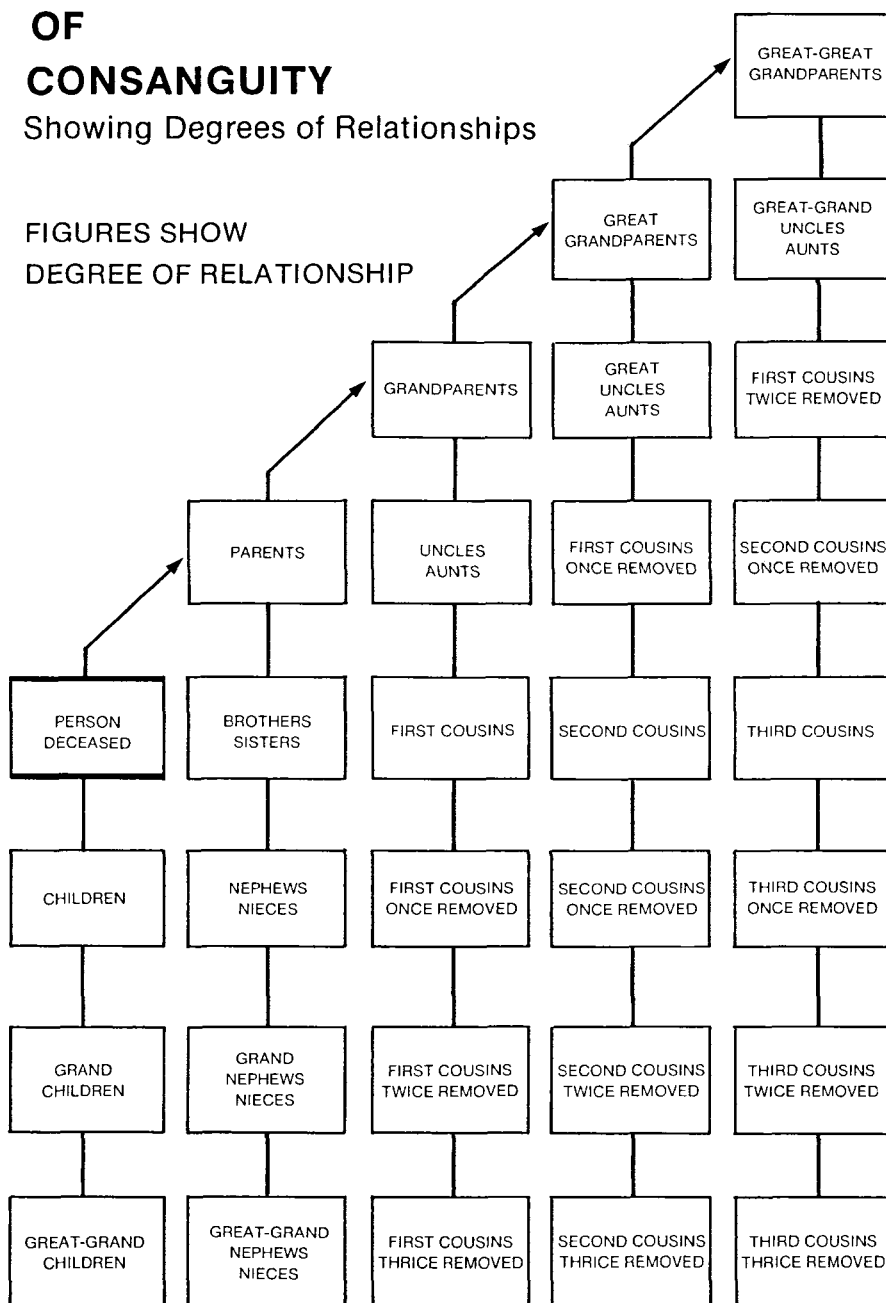 OF
CONSANGUITY
Showing Degrees of Relationships
FIGURES SHOW
DEGREE OF RELATIONSHIP
GREAT-GREAT
GRANDPARENTS
GREAT
GRANDPARENTS
GREAT-GRAND
UNCLES
AUNTS
GRANDPARENTS
GREAT
UNCLES
AUNTS
FIRST COUSINS
TWICE REMOVED
PARENTS
UNCLES
AUNTS
FIRST COUSINS
ONCE REMOVED
SECOND COUSINS
ONCE REMOVED
PERSON
DECEASED
BROTHERS
SISTERS
FIRST COUSINS
SECOND COUSINS
THIRD COUSINS
CHILDREN
NEPHEWS
NIECES
FIRST COUSINS
ONCE REMOVED
SECOND COUSINS
ONCE REMOVED
THIRD COUSINS
ONCE REMOVED
GRAND
CHILDREN
GRAND
NEPHEWS
NIECES
FIRST COUSINS
TWICE REMOVED
SECOND COUSINS
TWICE REMOVED
THIRD COUSINS
TWICE REMOVED
GREAT-GRAND
CHILDREN
GREAT-GRAND
NEPHEWS
NIECES
FIRST COUSINS
THRICE REMOVED
SECOND COUSINS
THRICE REMOVED
THIRD COUSINS
THRICE REMOVED